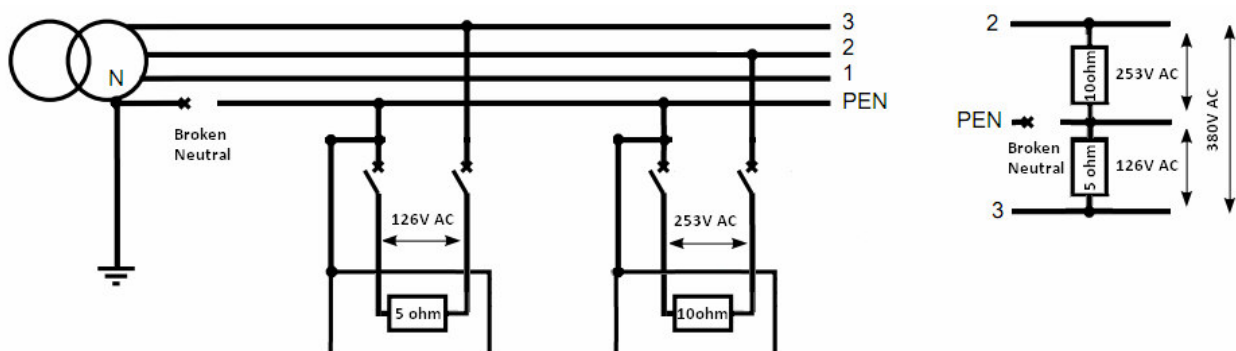 3
2
1
PEN
N
Broken
Neutral
126V AC
253V AC
5 ohm
10ohm
2
10ohm
253V AC
380V AC
PEN
Broken
Neutral
5 ohm
126V AC
3